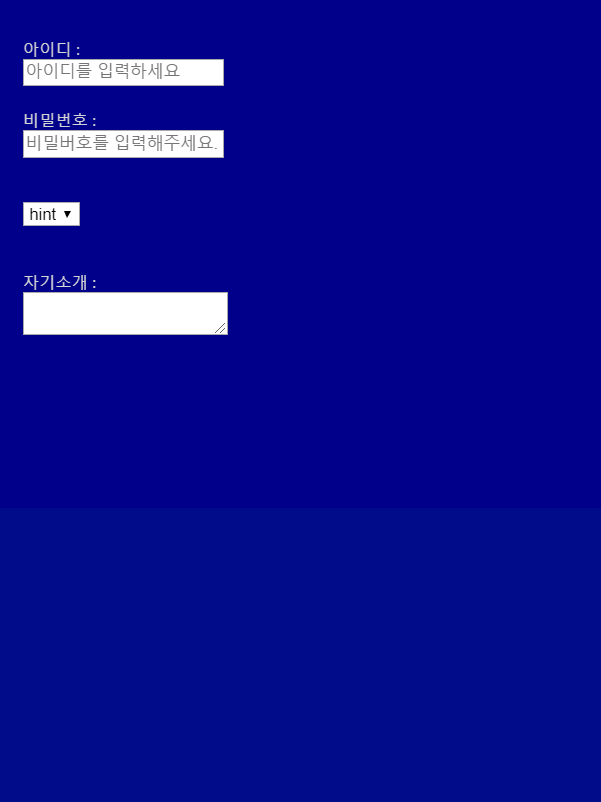 아이디 :
아이디를 입력하세요
비밀번호 :
비밀버호를 입력해주세요.
hint ▼
자기소개 :